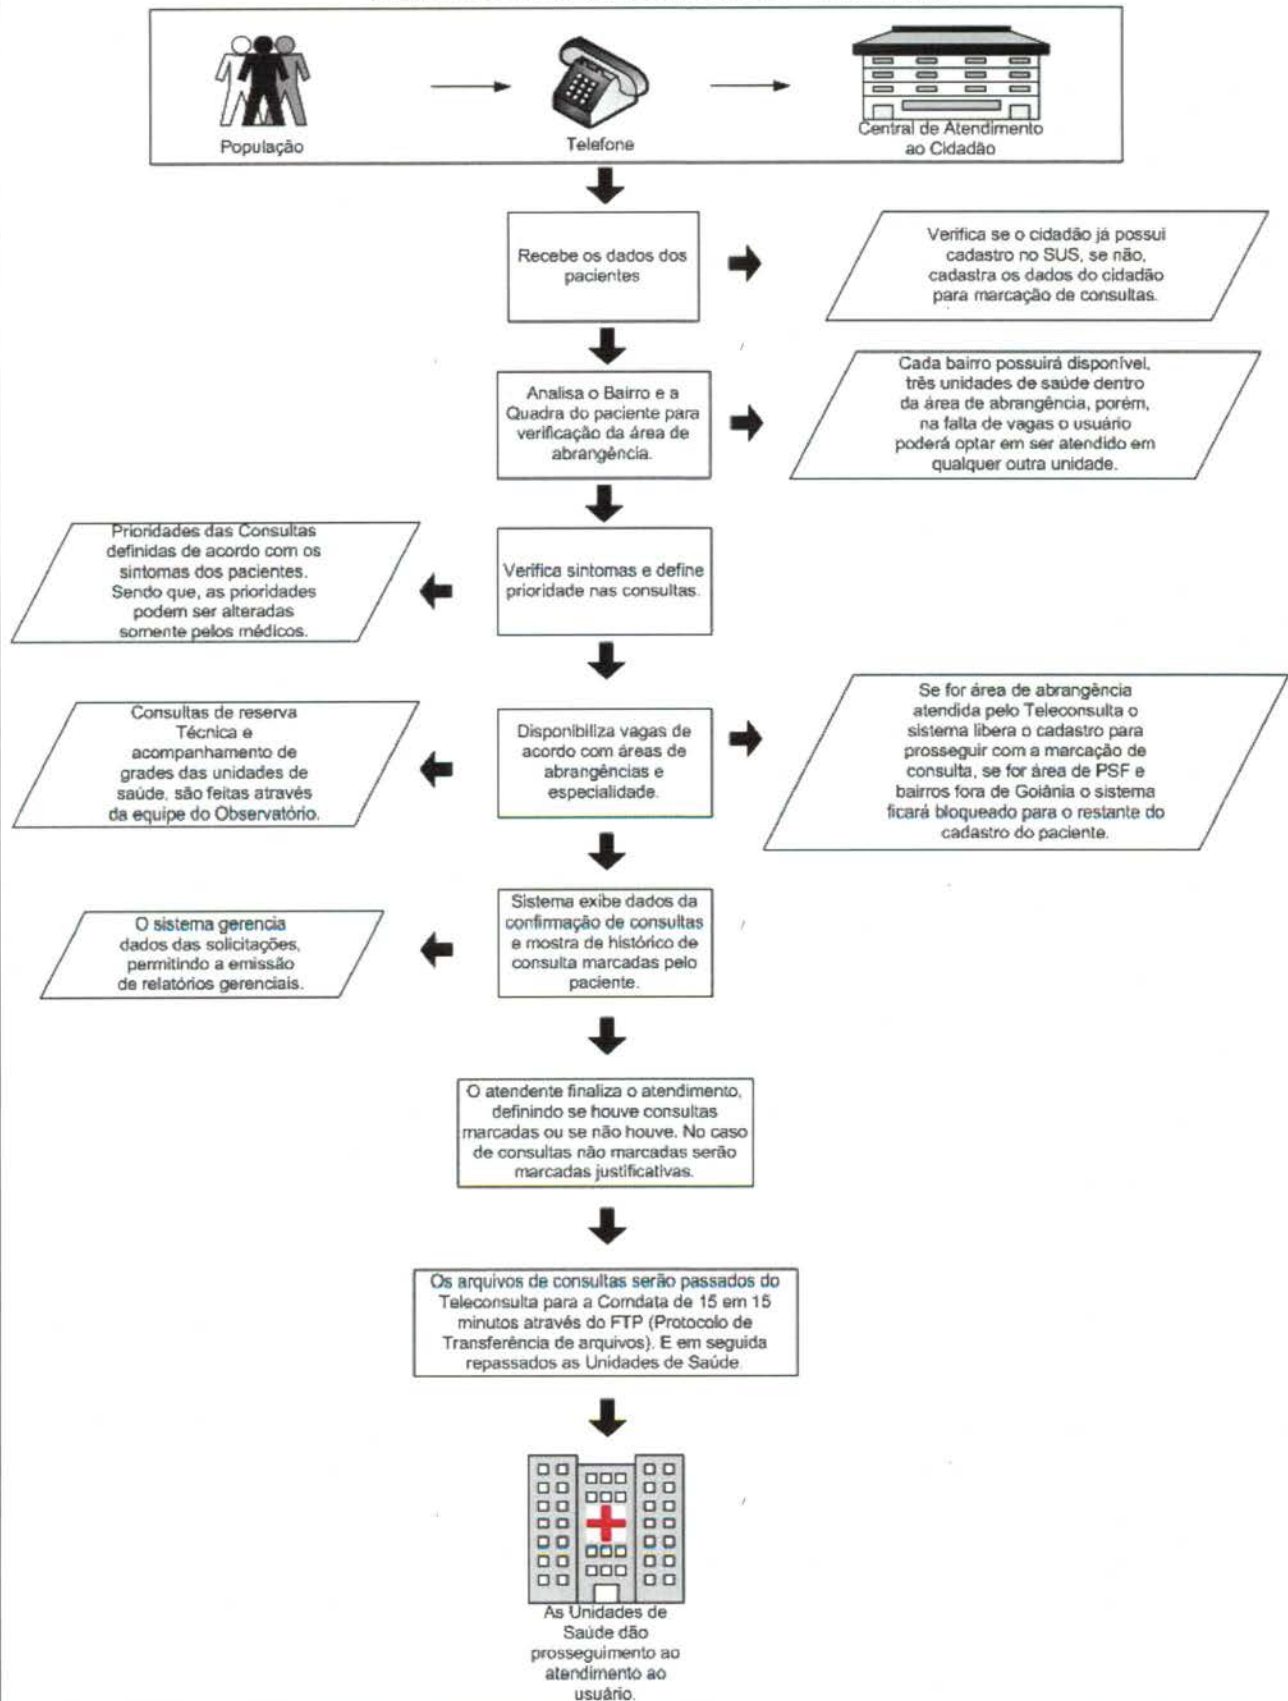 População
Telefone
Central de Atendimento
ao Cidadão
Recebe os dados dos
pacientes
Verifica se o cidadão já possui
cadastro no SUS, se não,
cadastra os dados do cidadão
para marcação de consultas.
Analisa o Bairro e a
Quadra do paciente para
verificação da área de
abrangência.
Cada bairro possuirá disponível,
três unidades de saúde dentro
da área de abrangência, porém,
na falta de vagas o usuário
poderá optar em ser atendido em
qualquer outra unidade.
Prioridades das Consultas
definidas de acordo com os
sintomas dos pacientes.
Sendo que, as prioridades
podem ser alteradas
somente pelos médicos.
Verifica sintomas e define
prioridade nas consultas.
Consultas de reserva
Técnica e
acompanhamento de
grades das unidades de
saúde, são feitas através
da equipe do Observatório.
Disponibiliza vagas de
acordo com áreas de
abrangências e
especialidade.
Se for área de abrangência
atendida pelo Teleconsulta o
sistema libera o cadastro para
prosseguir com a marcação de
consulta, se for área de PSF e
bairros fora de Goiânia o sistema
ficará bloqueado para o restante do
cadastro do paciente.
O sistema gerencia
dados das solicitações,
permitindo a emissão
de relatórios gerenciais.
Sistema exibe dados da
confirmação de consultas
e mostra de histórico de
consulta marcadas pelo
paciente.
O atendente finaliza o atendimento,
definindo se houve consultas
marcadas ou se não houve. No caso
de consultas não marcadas serão
marcadas justificativas.
Os arquivos de consultas serão passados do
Teleconsulta para a Comdata de 15 em 15
minutos através do FTP (Protocolo de
Transferência de arquivos). E em seguida
repassados as Unidades de Saúde.
As Unidades de
Saúde dão
prosseguimento ao
atendimento ao
usuário.